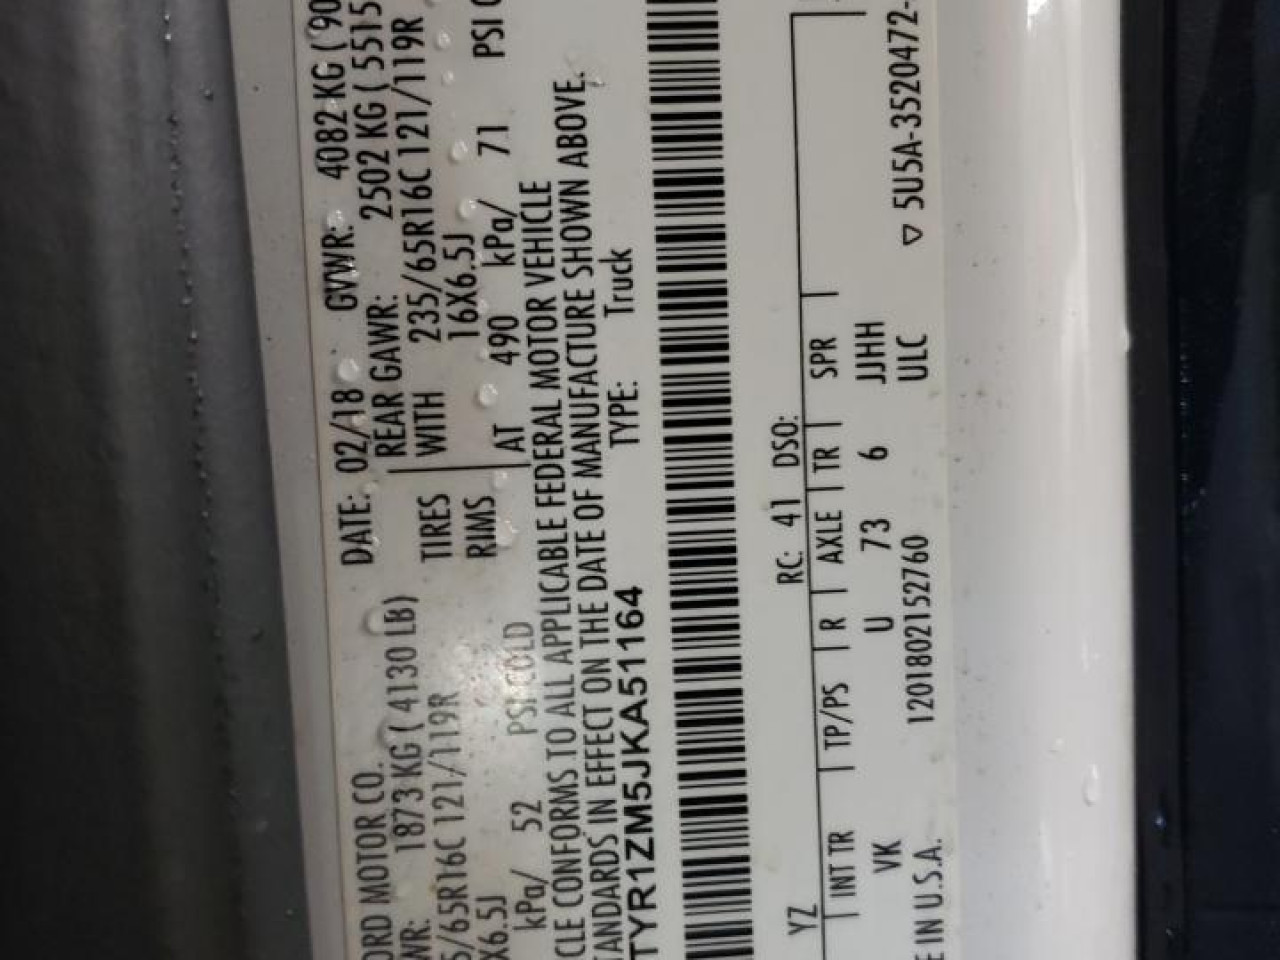 ORD MOTOR CO. DATE: 02/18 GVWR: 4082 KG ( 90
WR: 1873 KG ( 4130 LB) REAR GAWR: 2502 KG ( 5515
5/65R16C 121/119R TIRES WITH 235/65R16C 121/119R
X6.5J RIMS 16X6.5J
kPa/ 52 PSI COLD AT 490 kPa/ 71 PSI C
CLE CONFORMS TO ALL APPLICABLE FEDERAL MOTOR VEHICLE
TANDARDS IN EFFECT ON THE DATE OF MANUFACTURE SHOWN ABOVE.
TYR1ZM5JKA51164 TYPE: Truck
YZ RC: 41 DSO:
INT TR TP/PS R AXLE TR SPR
VK U 73 6 JJHH
E IN U.S.A. 1201802152760 ULC ▽ 5U5A-3520472-